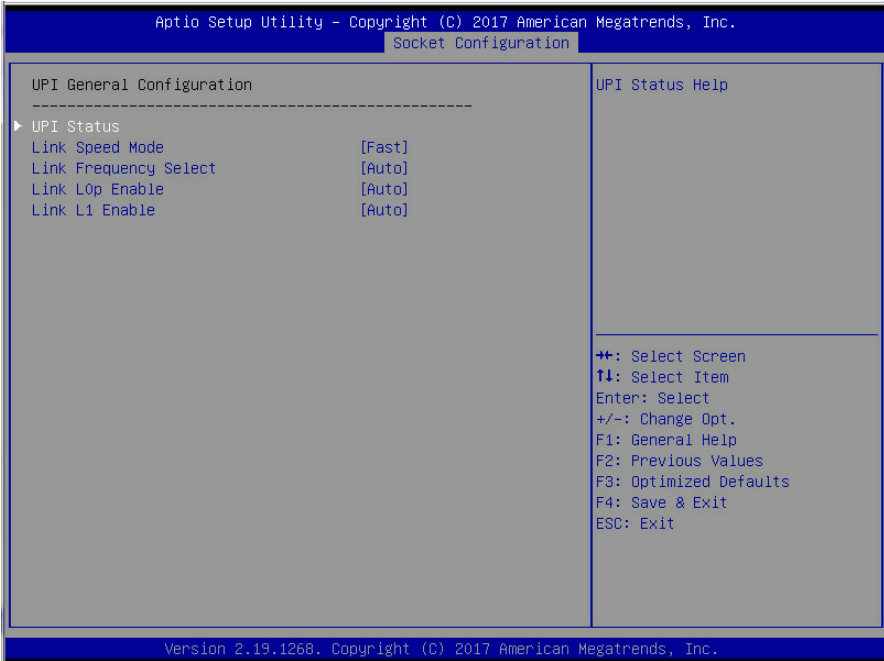 Aptio Setup Utility – Copyright (C) 2017 American Megatrends, Inc.
Socket Configuration
UPI General Configuration
--------------------------------------------------
UPI Status
Link Speed Mode [Fast]
Link Frequency Select [Auto]
Link L0p Enable [Auto]
Link L1 Enable [Auto]
UPI Status Help
→←: Select Screen
↑↓: Select Item
Enter: Select
+/-: Change Opt.
F1: General Help
F2: Previous Values
F3: Optimized Defaults
F4: Save & Exit
ESC: Exit
Version 2.19.1268. Copyright (C) 2017 American Megatrends, Inc.